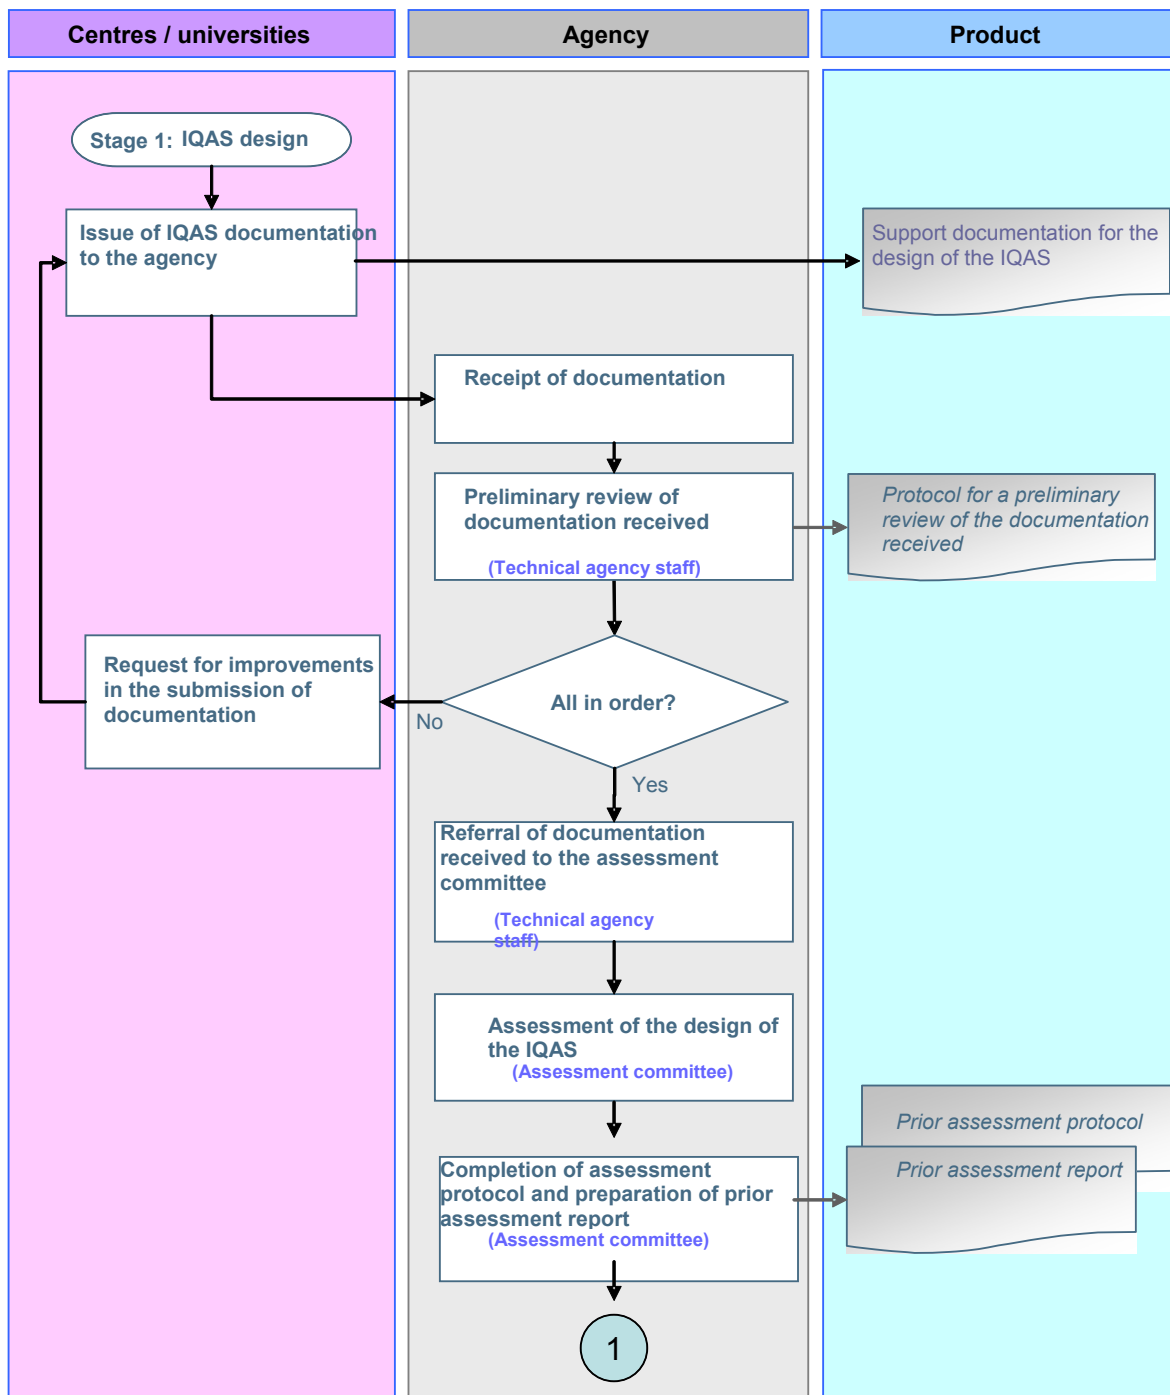 Centres / universities
Agency
Product
Stage 1: IQAS design
Issue of IQAS documentation
to the agency
Support documentation for the
design of the IQAS
Receipt of documentation
Preliminary review of
documentation received
(Technical agency staff)
Protocol for a preliminary
review of the documentation
received
Request for improvements
in the submission of
documentation
All in order?
No
Yes
Referral of documentation
received to the assessment
committee
(Technical agency
staff)
Assessment of the design of
the IQAS
(Assessment committee)
Prior assessment protocol
Prior assessment report
Completion of assessment
protocol and preparation of prior
assessment report
(Assessment committee)
1